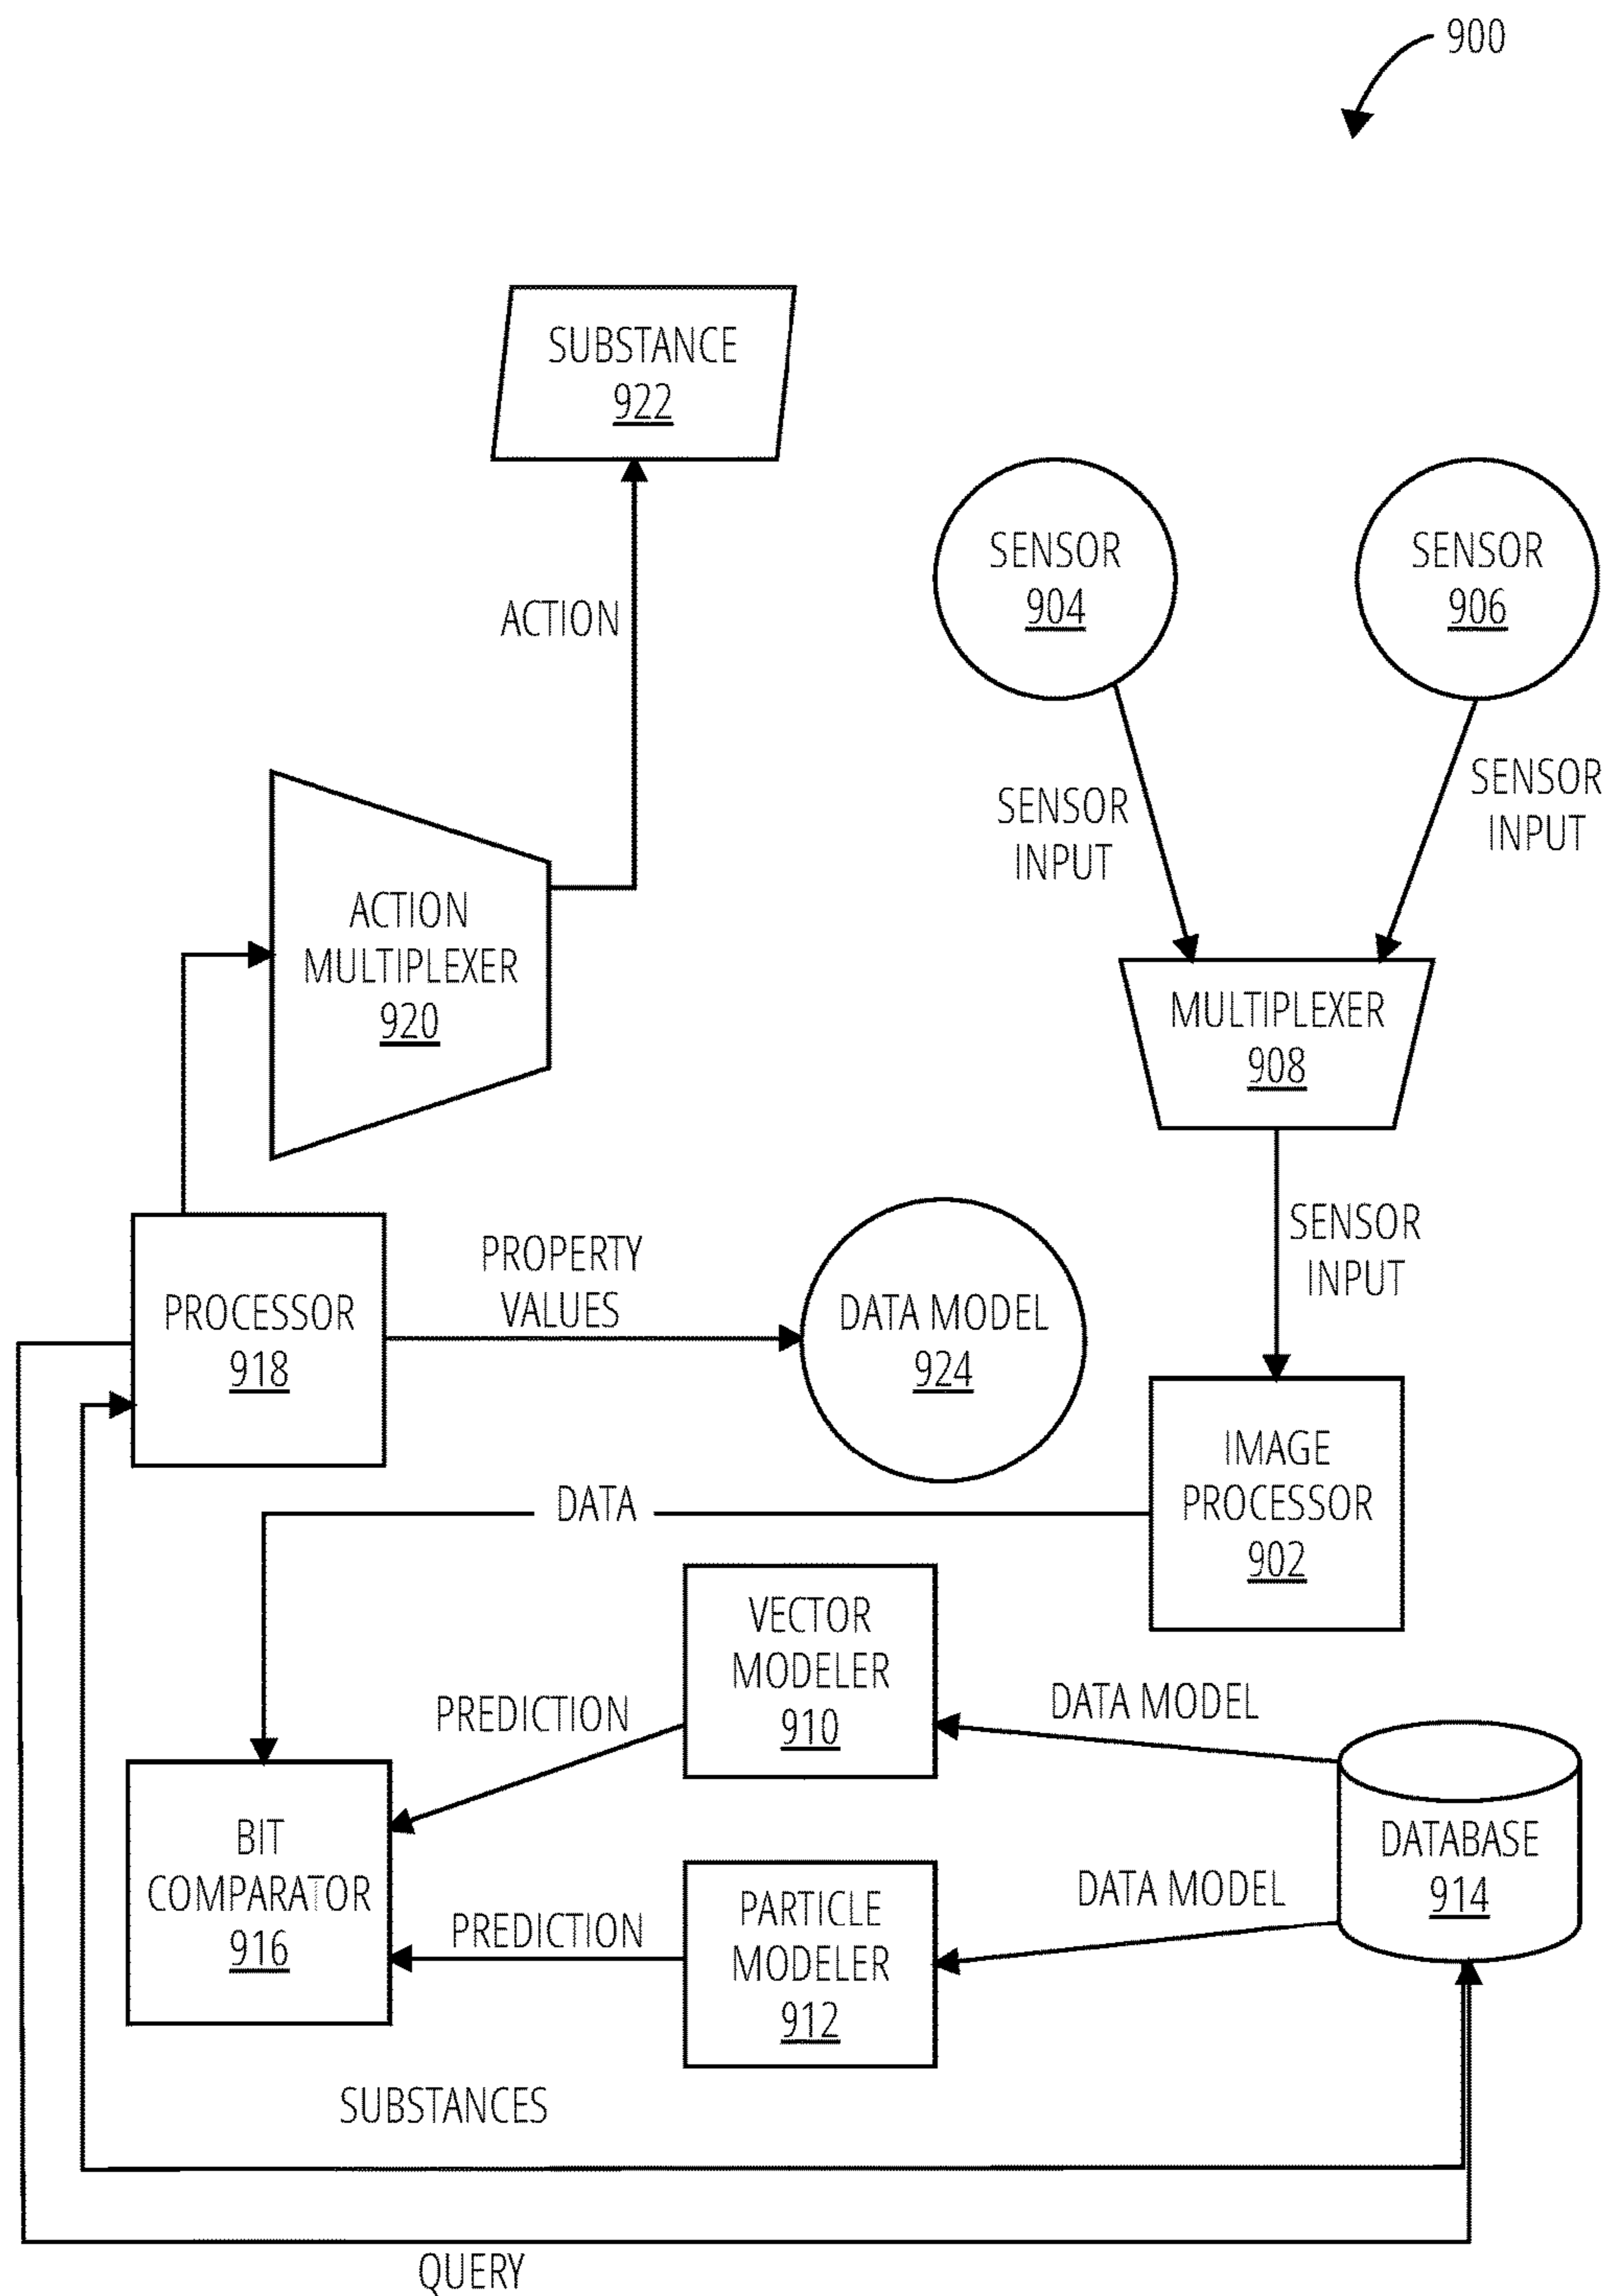 900
SUBSTANCE
922
SENSOR
904
SENSOR
906
ACTION
SENSOR
INPUT
SENSOR
INPUT
ACTION
MULTIPLEXER
920
MULTIPLEXER
908
SENSOR
INPUT
PROPERTY
VALUES
PROCESSOR
918
DATA MODEL
924
IMAGE
PROCESSOR
902
DATA
VECTOR
MODELER
910
PREDICTION
DATA MODEL
BIT
COMPARATOR
916
PREDICTION
PARTICLE
MODELER
912
DATA MODEL
DATABASE
914
SUBSTANCES
QUERY